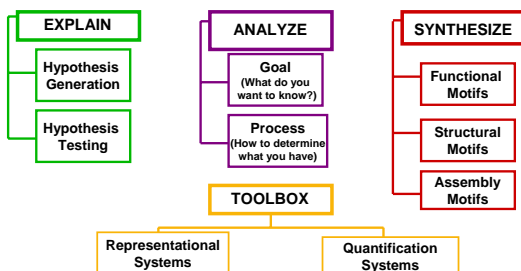 EXPLAIN
Hypothesis
Generation
Hypothesis
Testing
ANALYZE
Goal
(What do you
want to know?)
Process
(How to determine
what you have)
SYNTHESIZE
Functional
Motifs
Structural
Motifs
Assembly
Motifs
TOOLBOX
Representational
Systems
Quantification
Systems